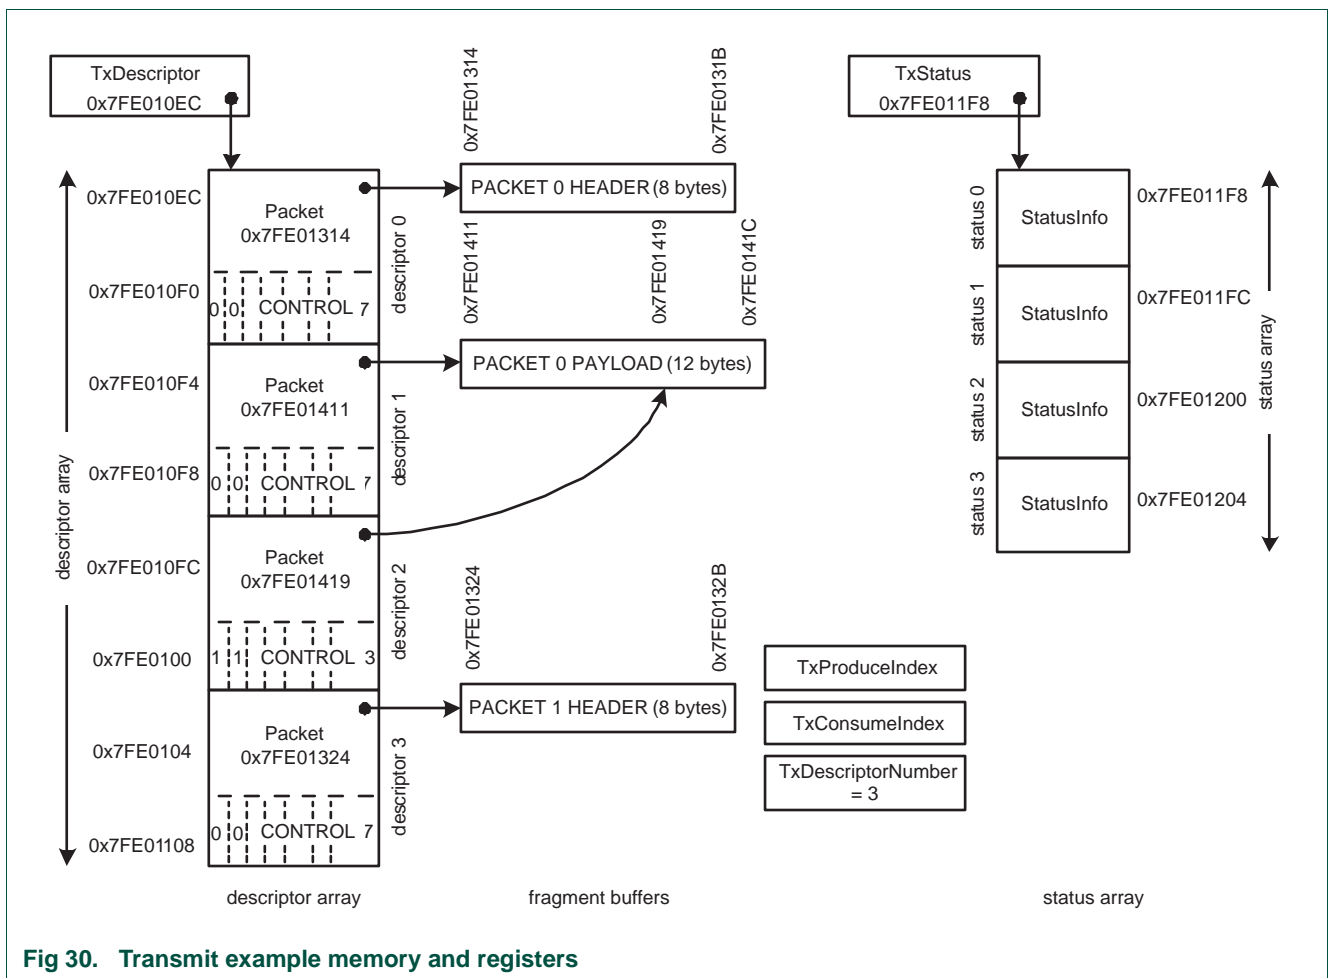 TxDescriptor
0x7FE010EC
0x7FE01314
0x7FE0131B
TxStatus
0x7FE011F8
descriptor array
0x7FE010EC
Packet
0x7FE01314
descriptor 0
PACKET 0 HEADER (8 bytes)
0x7FE010F0
0 0 CONTROL 7
0x7FE01411
0x7FE01419
0x7FE0141C
0x7FE010F4
Packet
0x7FE01411
descriptor 1
PACKET 0 PAYLOAD (12 bytes)
0x7FE010F8
0 0 CONTROL 7
0x7FE010FC
Packet
0x7FE01419
descriptor 2
0x7FE0100
1 1 CONTROL 3
0x7FE01324
0x7FE0132B
0x7FE0104
Packet
0x7FE01324
descriptor 3
PACKET 1 HEADER (8 bytes)
0x7FE01108
0 0 CONTROL 7
status 0
StatusInfo
0x7FE011F8
status 1
StatusInfo
0x7FE011FC
status 2
StatusInfo
0x7FE01200
status 3
StatusInfo
0x7FE01204
status array
TxProduceIndex
TxConsumeIndex
TxDescriptorNumber
= 3
descriptor array
fragment buffers
status array
Fig 30. Transmit example memory and registers